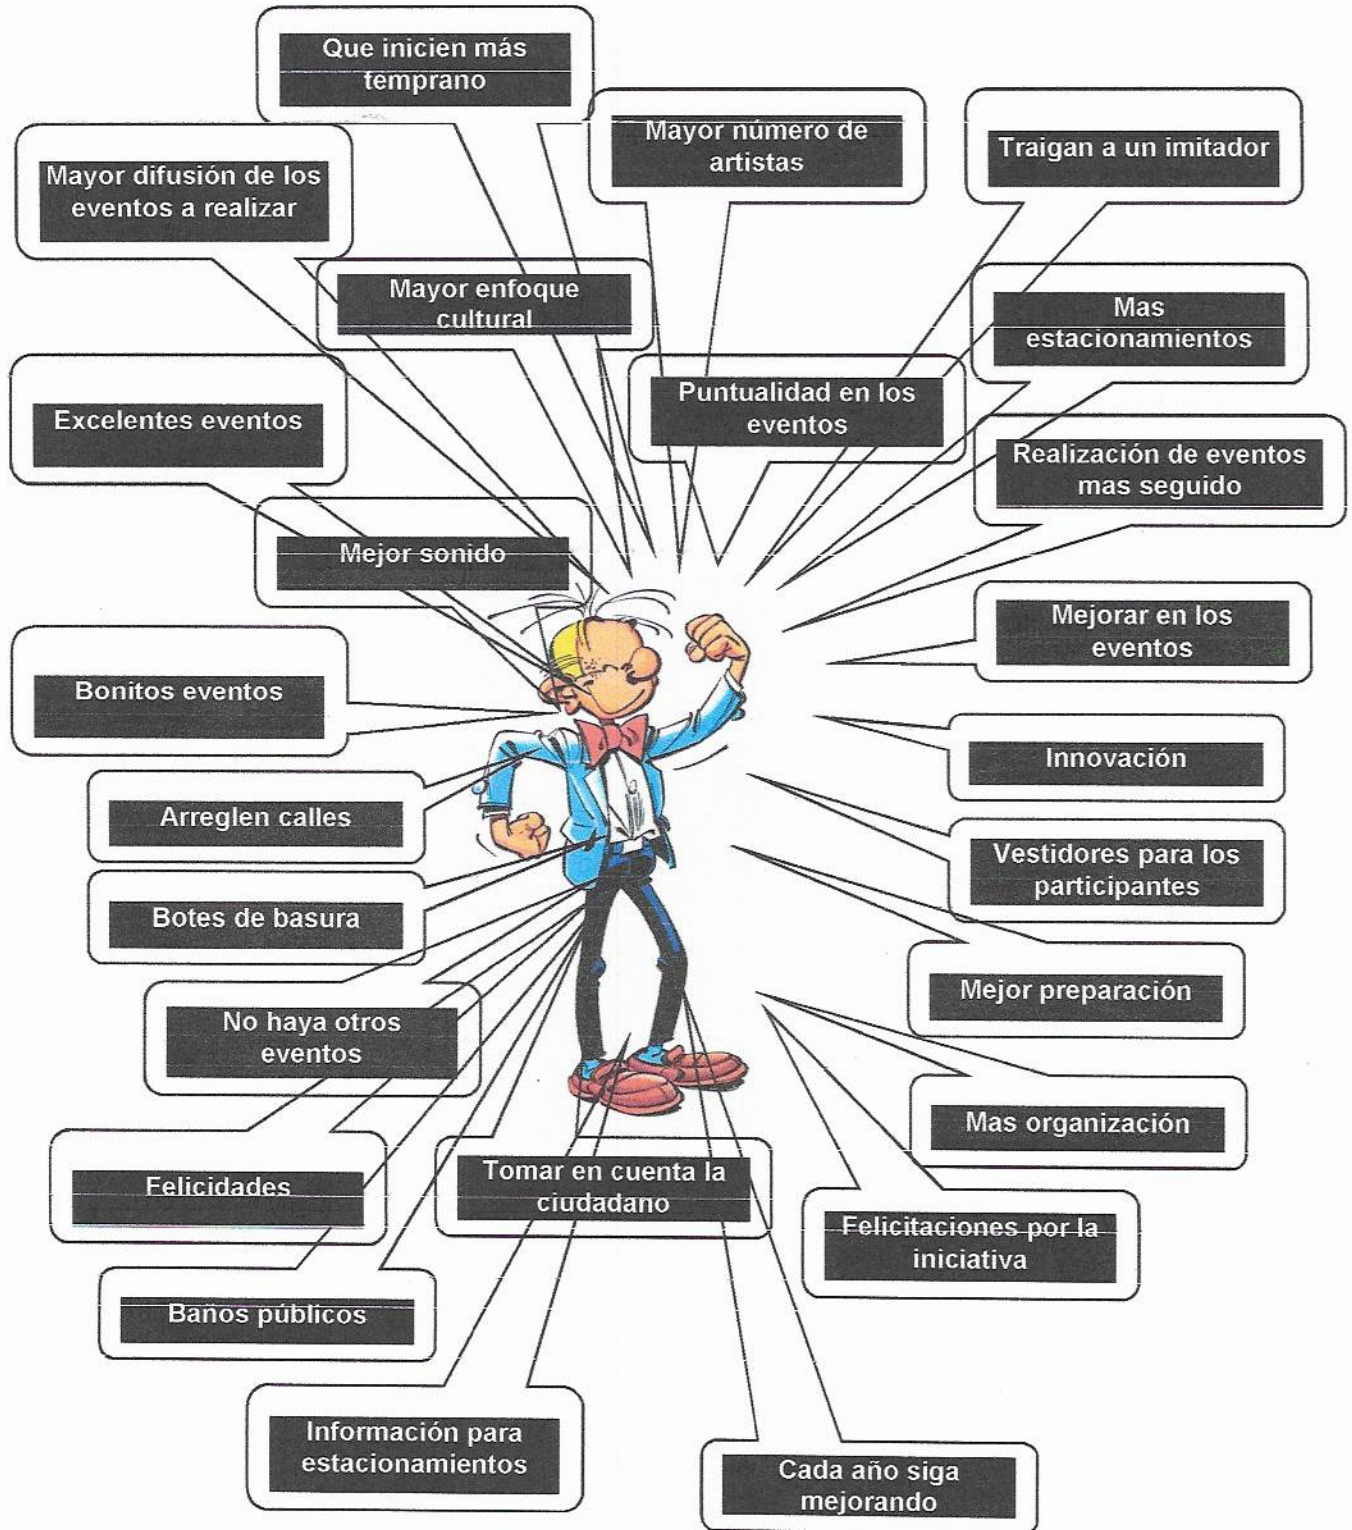 Que inicien más
temprano
Mayor número de
artistas
Traigan a un imitador
Mayor difusión de los
eventos a realizar
Mayor enfoque
cultural
Mas
estacionamientos
Puntualidad en los
eventos
Excelentes eventos
Realización de eventos
mas seguido
Mejor sonido
Mejorar en los
eventos
Bonitos eventos
Innovación
Arreglen calles
Vestidores para los
participantes
Botes de basura
Mejor preparación
No haya otros
eventos
Mas organización
Felicidades
Tomar en cuenta la
ciudadano
Felicitaciones por la
iniciativa
Baños públicos
Información para
estacionamientos
Cada año siga
mejorando